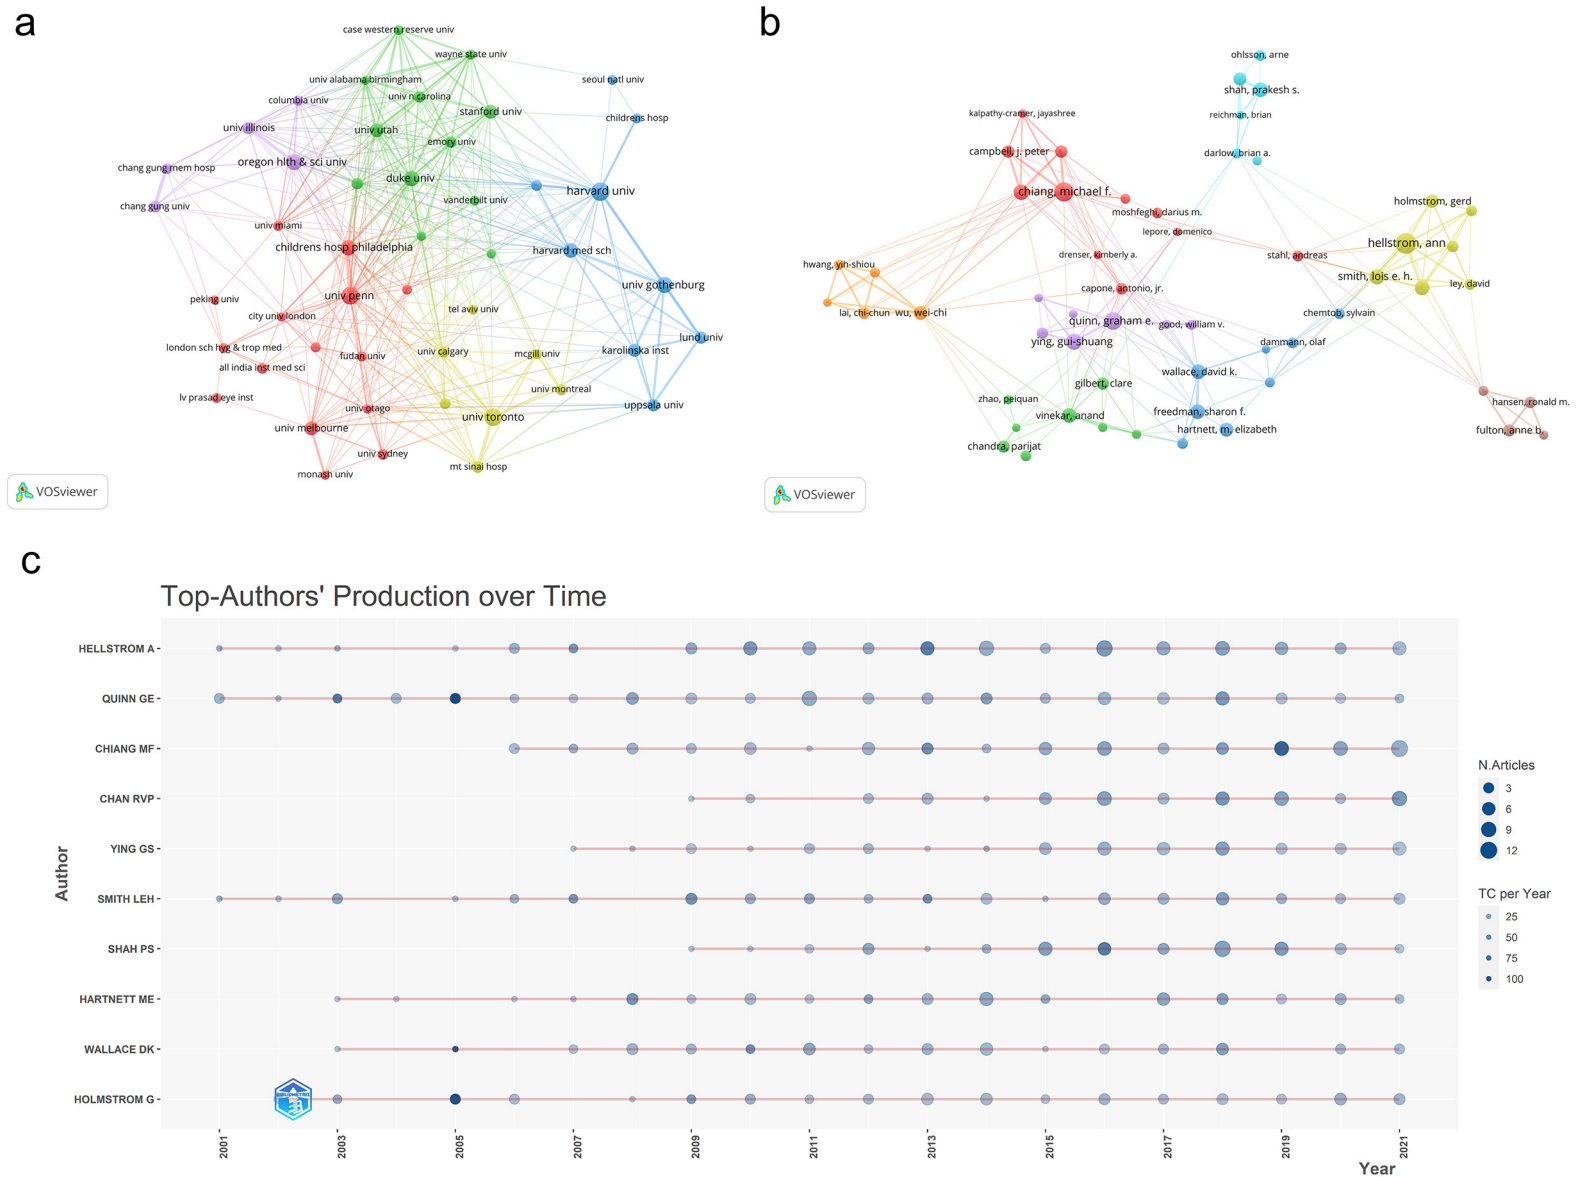 a
case western reserve univ
wayne state univ
univ alabama birmingham
seoul natl univ
columbia univ
univ n carolina
stanford univ
childrens hosp
univ illinois
univ utah
emory univ
oregon hlth & sci univ
chang gung mem hosp
duke univ
harvard univ
chang gung univ
vanderbilt univ
univ miami
childrens hosp philadelphia
harvard med sch
univ gothenburg
peking univ
univ penn
city univ london
tel aviv univ
lund univ
london sch hyg & trop med
fudan univ
univ calgary
mcgill univ
karolinska inst
all india inst med sci
lv prasad eye inst
univ montreal
univ otago
univ toronto
uppsala univ
univ melbourne
univ sydney
mt sinai hosp
monash univ
VOSviewer
b
ohlsson, arne
shah, prakesh s.
kalpathy-cramer, jayashree
reichman, brian
campbell, j. peter
darlow, brian a.
chiang, michael f.
holmstrom, gerd
moshfeghi, darius m.
lepore, domenico
hellstrom, ann
hwang, yih-shiou
drenser, kimberly a.
stahl, andreas
smith, lois e. h.
capone, antonio, jr.
ley, david
lai, chi-chun
wu, wei-chi
chemtob, sylvain
quinn, graham e.
good, william v.
ying, gui-shuang
dammann, olaf
wallace, david k.
gilbert, clare
zhao, peiquan
hansen, ronald m.
vinekar, anand
freedman, sharon f.
hartnett, m. elizabeth
fulton, anne b.
chandra, parijat
VOSviewer
c
Top-Authors' Production over Time
Author
HELLSTROM A
QUINN GE
CHIANG MF
CHAN RVP
YING GS
SMITH LEH
SHAH PS
HARTNETT ME
WALLACE DK
HOLMSTROM G
BIBLIOMETRIX
2001
2003
2005
2007
2009
2011
2013
2015
2017
2019
2021
Year
N.Articles
3
6
9
12
TC per Year
25
50
75
100